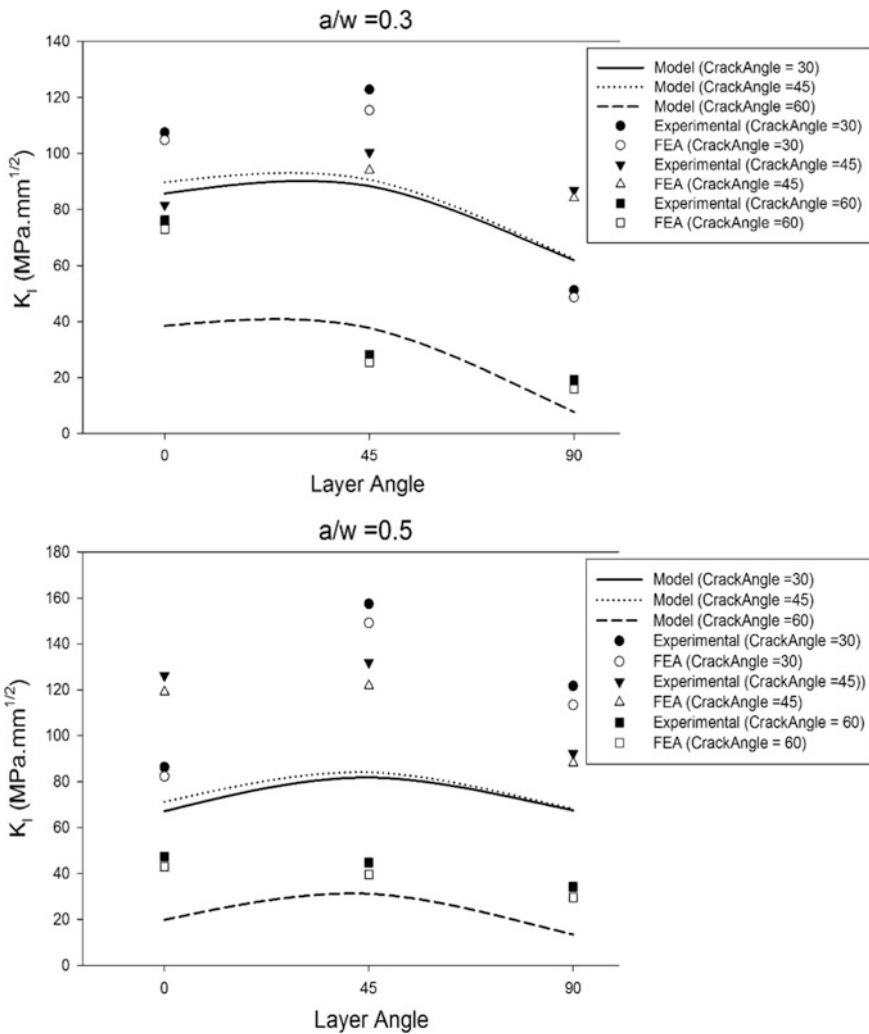 a/w =0.3
140
120
100
80
60
40
20
0
K_I (MPa.mm^1/2)
0 45 90
Layer Angle
Model (CrackAngle = 30)
Model (CrackAngle =45)
Model (CrackAngle =60)
Experimental (CrackAngle =30)
FEA (CrackAngle =30)
Experimental (CrackAngle =45)
FEA (CrackAngle =45)
Experimental (CrackAngle =60)
FEA (CrackAngle =60)
a/w =0.5
180
160
140
120
100
80
60
40
20
0
K_I (MPa.mm^1/2)
0 45 90
Layer Angle
Model (CrackAngle =30)
Model (CrackAngle =45)
Model (CrackAngle =60)
Experimental (CrackAngle =30)
FEA (CrackAngle =30)
Experimental (CrackAngle =45))
FEA (CrackAngle =45)
Experimental (CrackAngle = 60)
FEA (CrackAngle = 60)